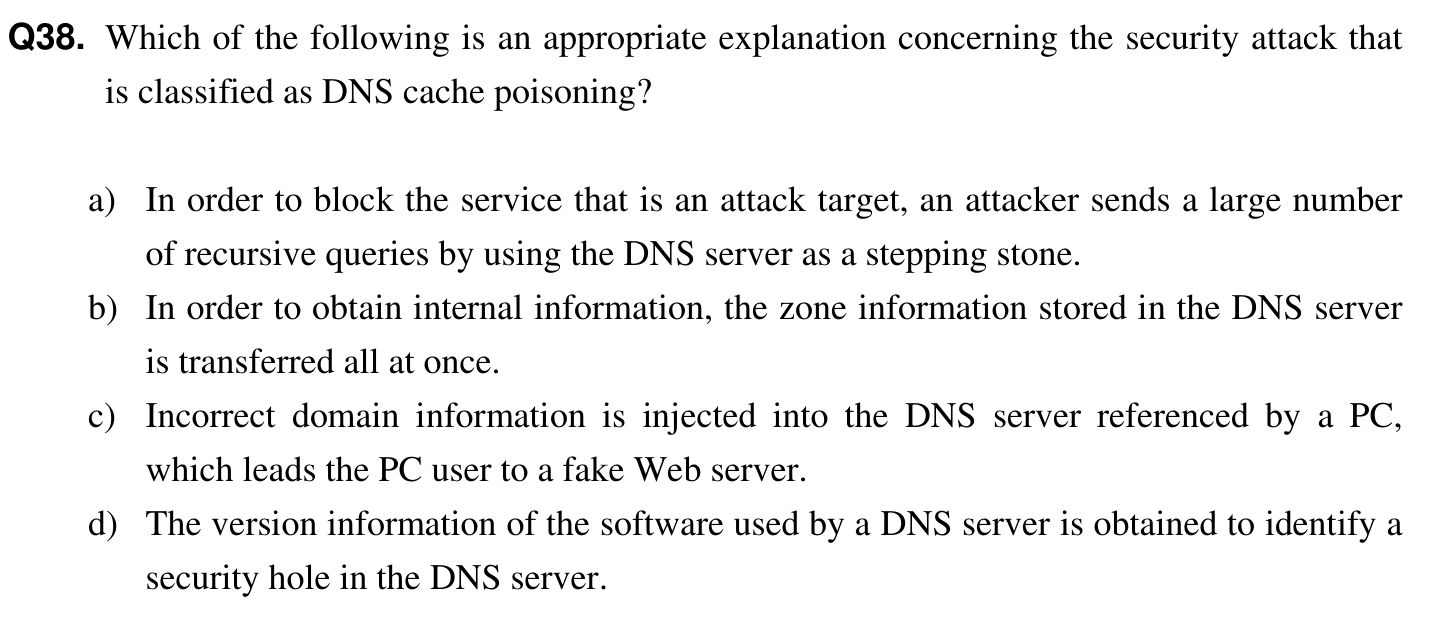 Q38. Which of the following is an appropriate explanation concerning the security attack that
is classified as DNS cache poisoning?
a) In order to block the service that is an attack target, an attacker sends a large number
of recursive queries by using the DNS server as a stepping stone.
b) In order to obtain internal information, the zone information stored in the DNS server
is transferred all at once.
c) Incorrect domain information is injected into the DNS server referenced by a PC,
which leads the PC user to a fake Web server.
d) The version information of the software used by a DNS server is obtained to identify a
security hole in the DNS server.